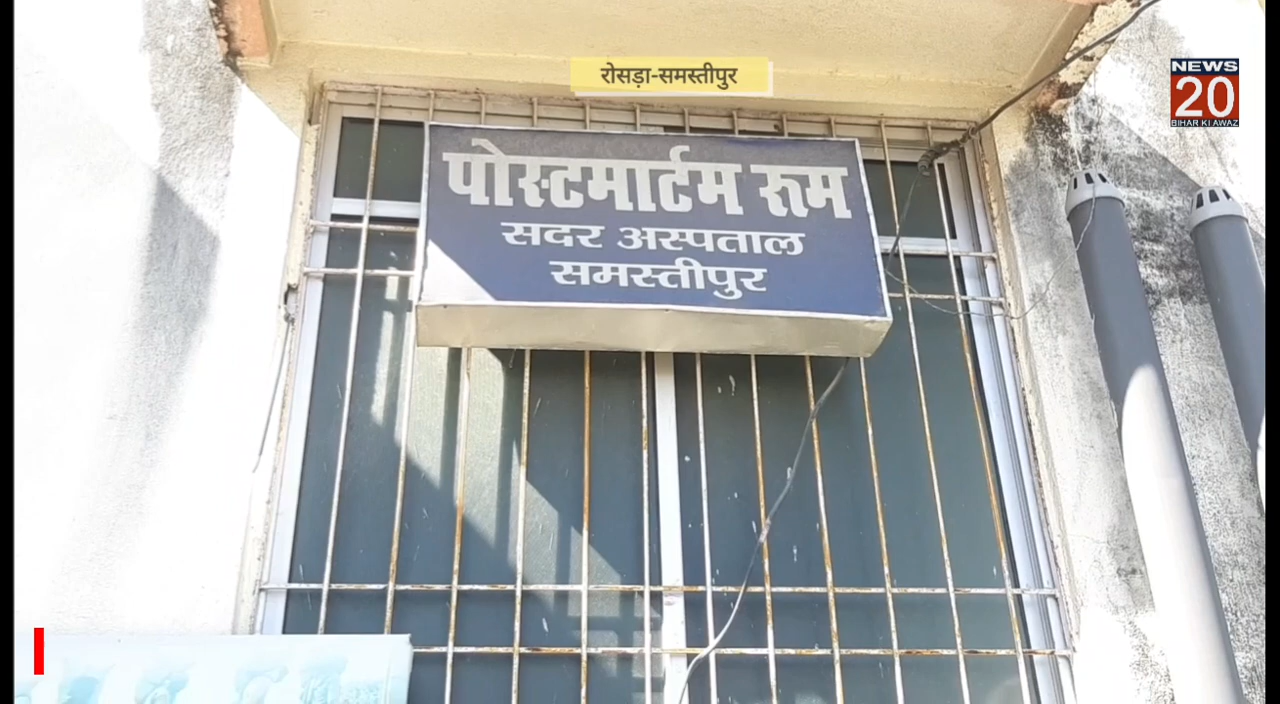 रोसड़ा-समस्तीपुर
NEWS
20
BIHAR KI AWAZ
पोस्टमार्टम रुम
सदर अस्पताल
समस्तीपुर